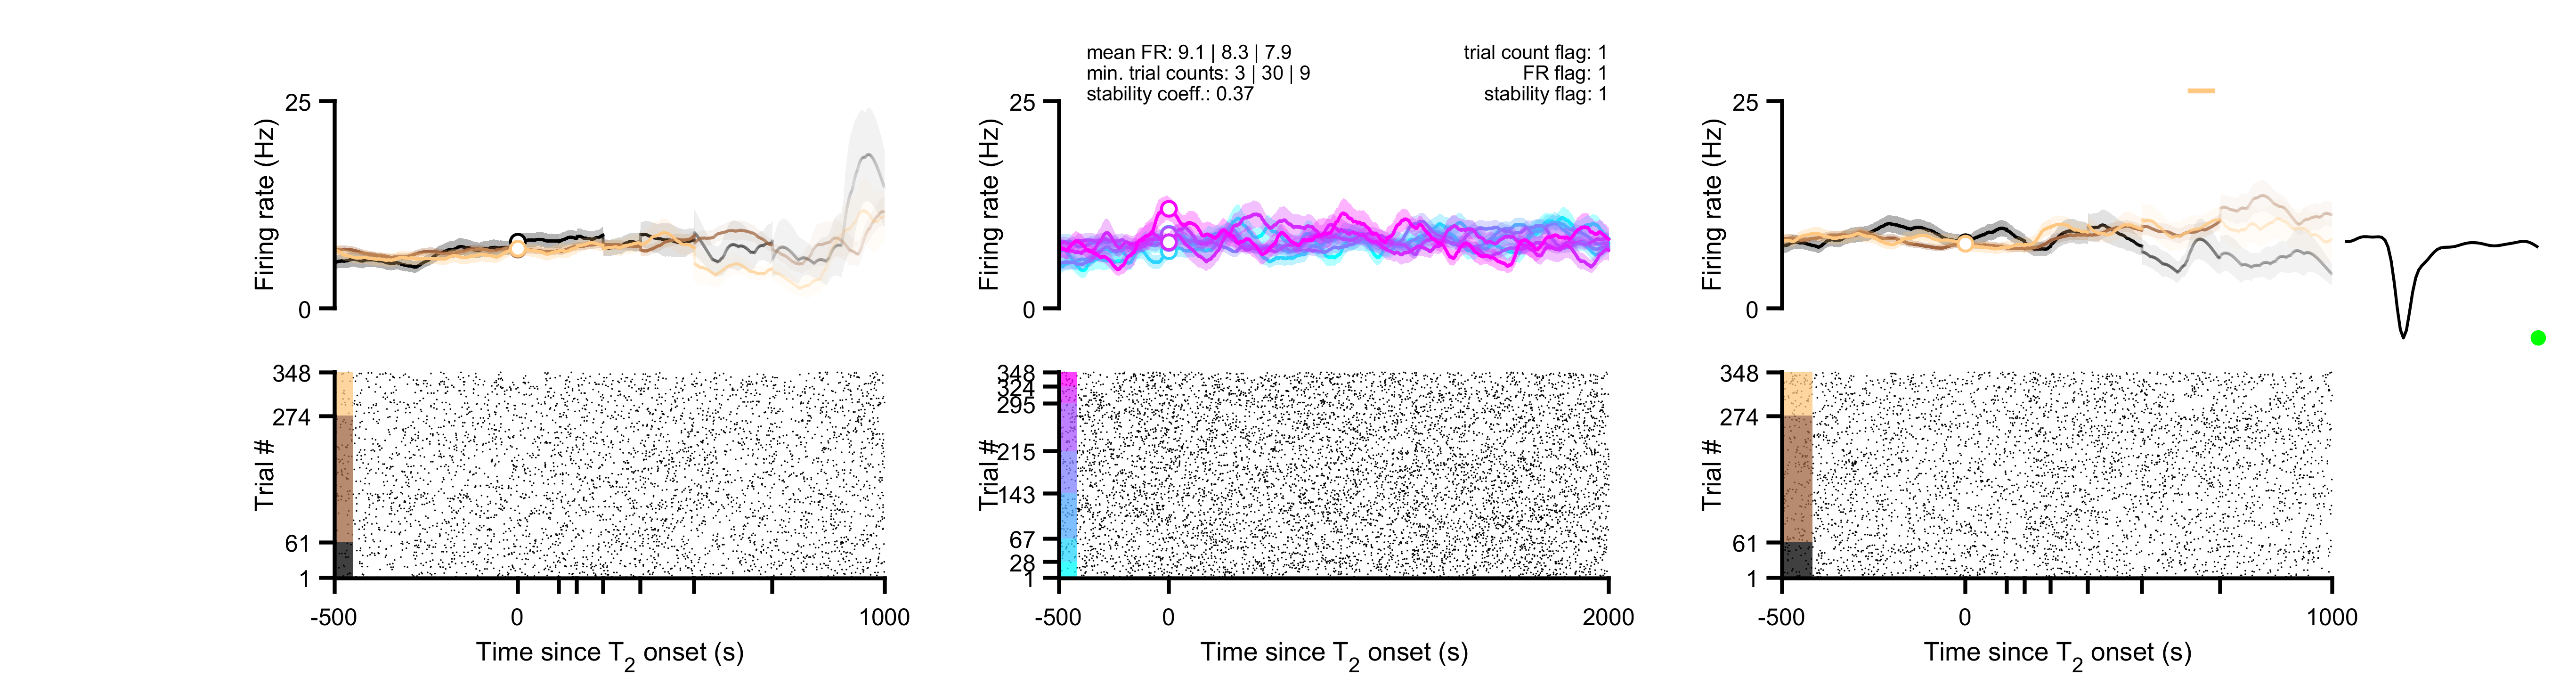 mean FR: 9.1 | 8.3 | 7.9
min. trial counts: 3 | 30 | 9
stability coeff.: 0.37
trial count flag: 1
FR flag: 1
stability flag: 1
25
Firing rate (Hz)
0
25
Firing rate (Hz)
0
25
Firing rate (Hz)
0
348
274
Trial #
61
1
-500
0
1000
Time since T2 onset (s)
348
324
295
215
Trial #
143
67
28
1
-500
0
2000
Time since T2 onset (s)
348
274
Trial #
61
1
-500
0
1000
Time since T2 onset (s)